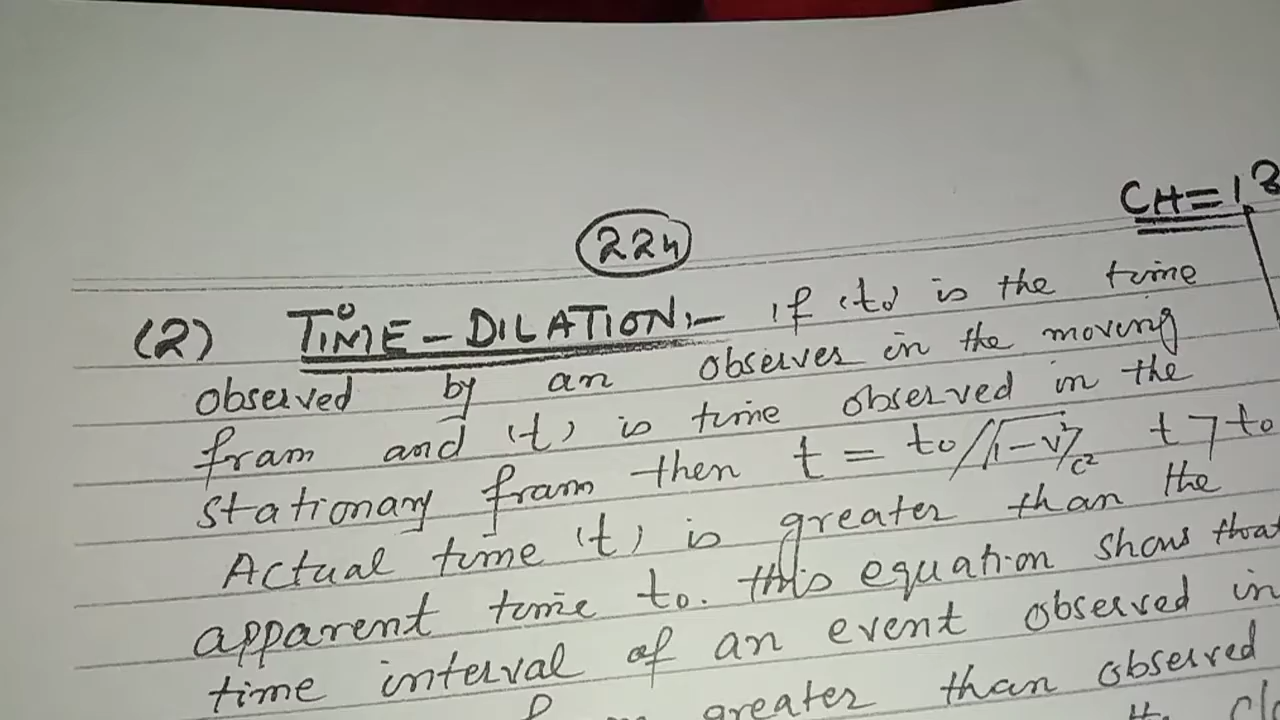 CH=13
224
(2) TIME-DILATION:- if (to) is the time
observed by an observes in the moving
fram and (t) is time observed in the
stationary fram then t = to/√1-v²/c² t > to
Actual time (t) is greater than the
apparent time to. this equation shows that
time interval of an event observed in
greater than observed